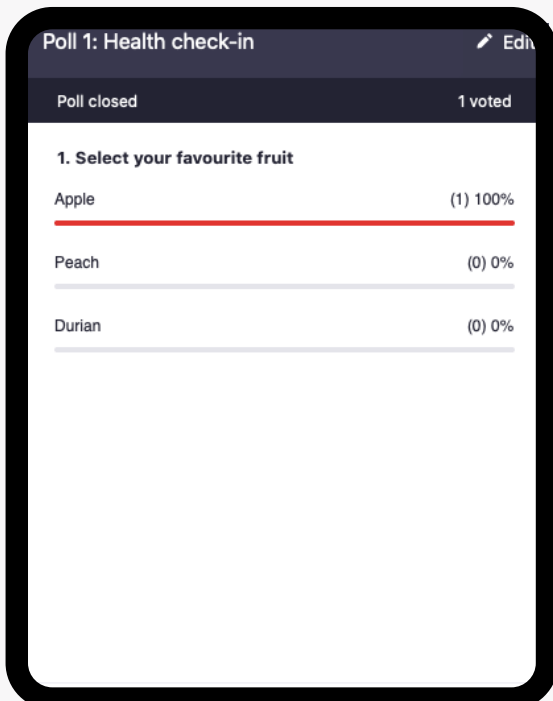 Poll 1: Health check-in Edit
Poll closed 1 voted
1. Select your favourite fruit
Apple (1) 100%
Peach (0) 0%
Durian (0) 0%